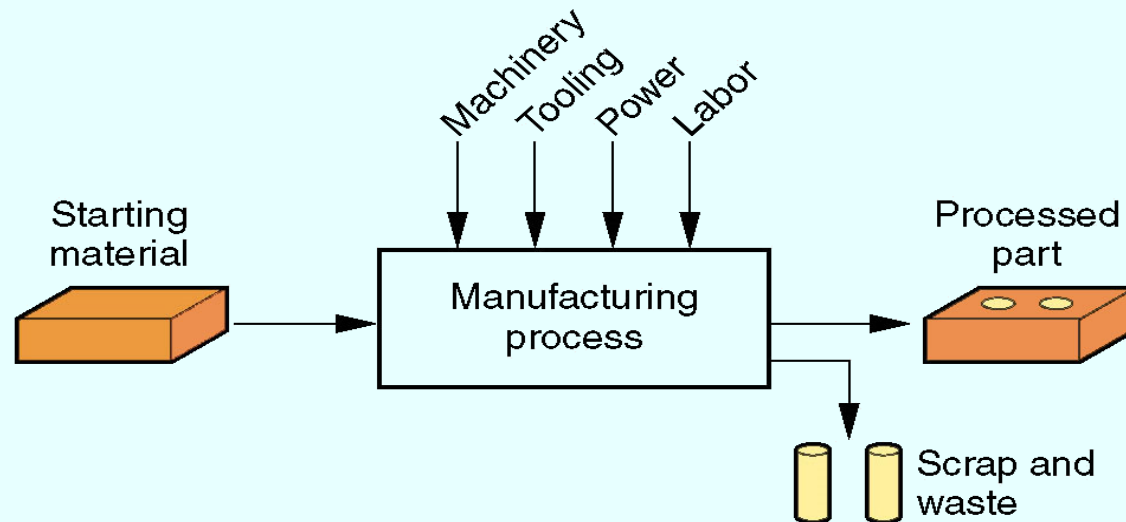 Machinery
Tooling
Power
Labor
Starting
material
Manufacturing
process
Processed
part
Scrap and
waste